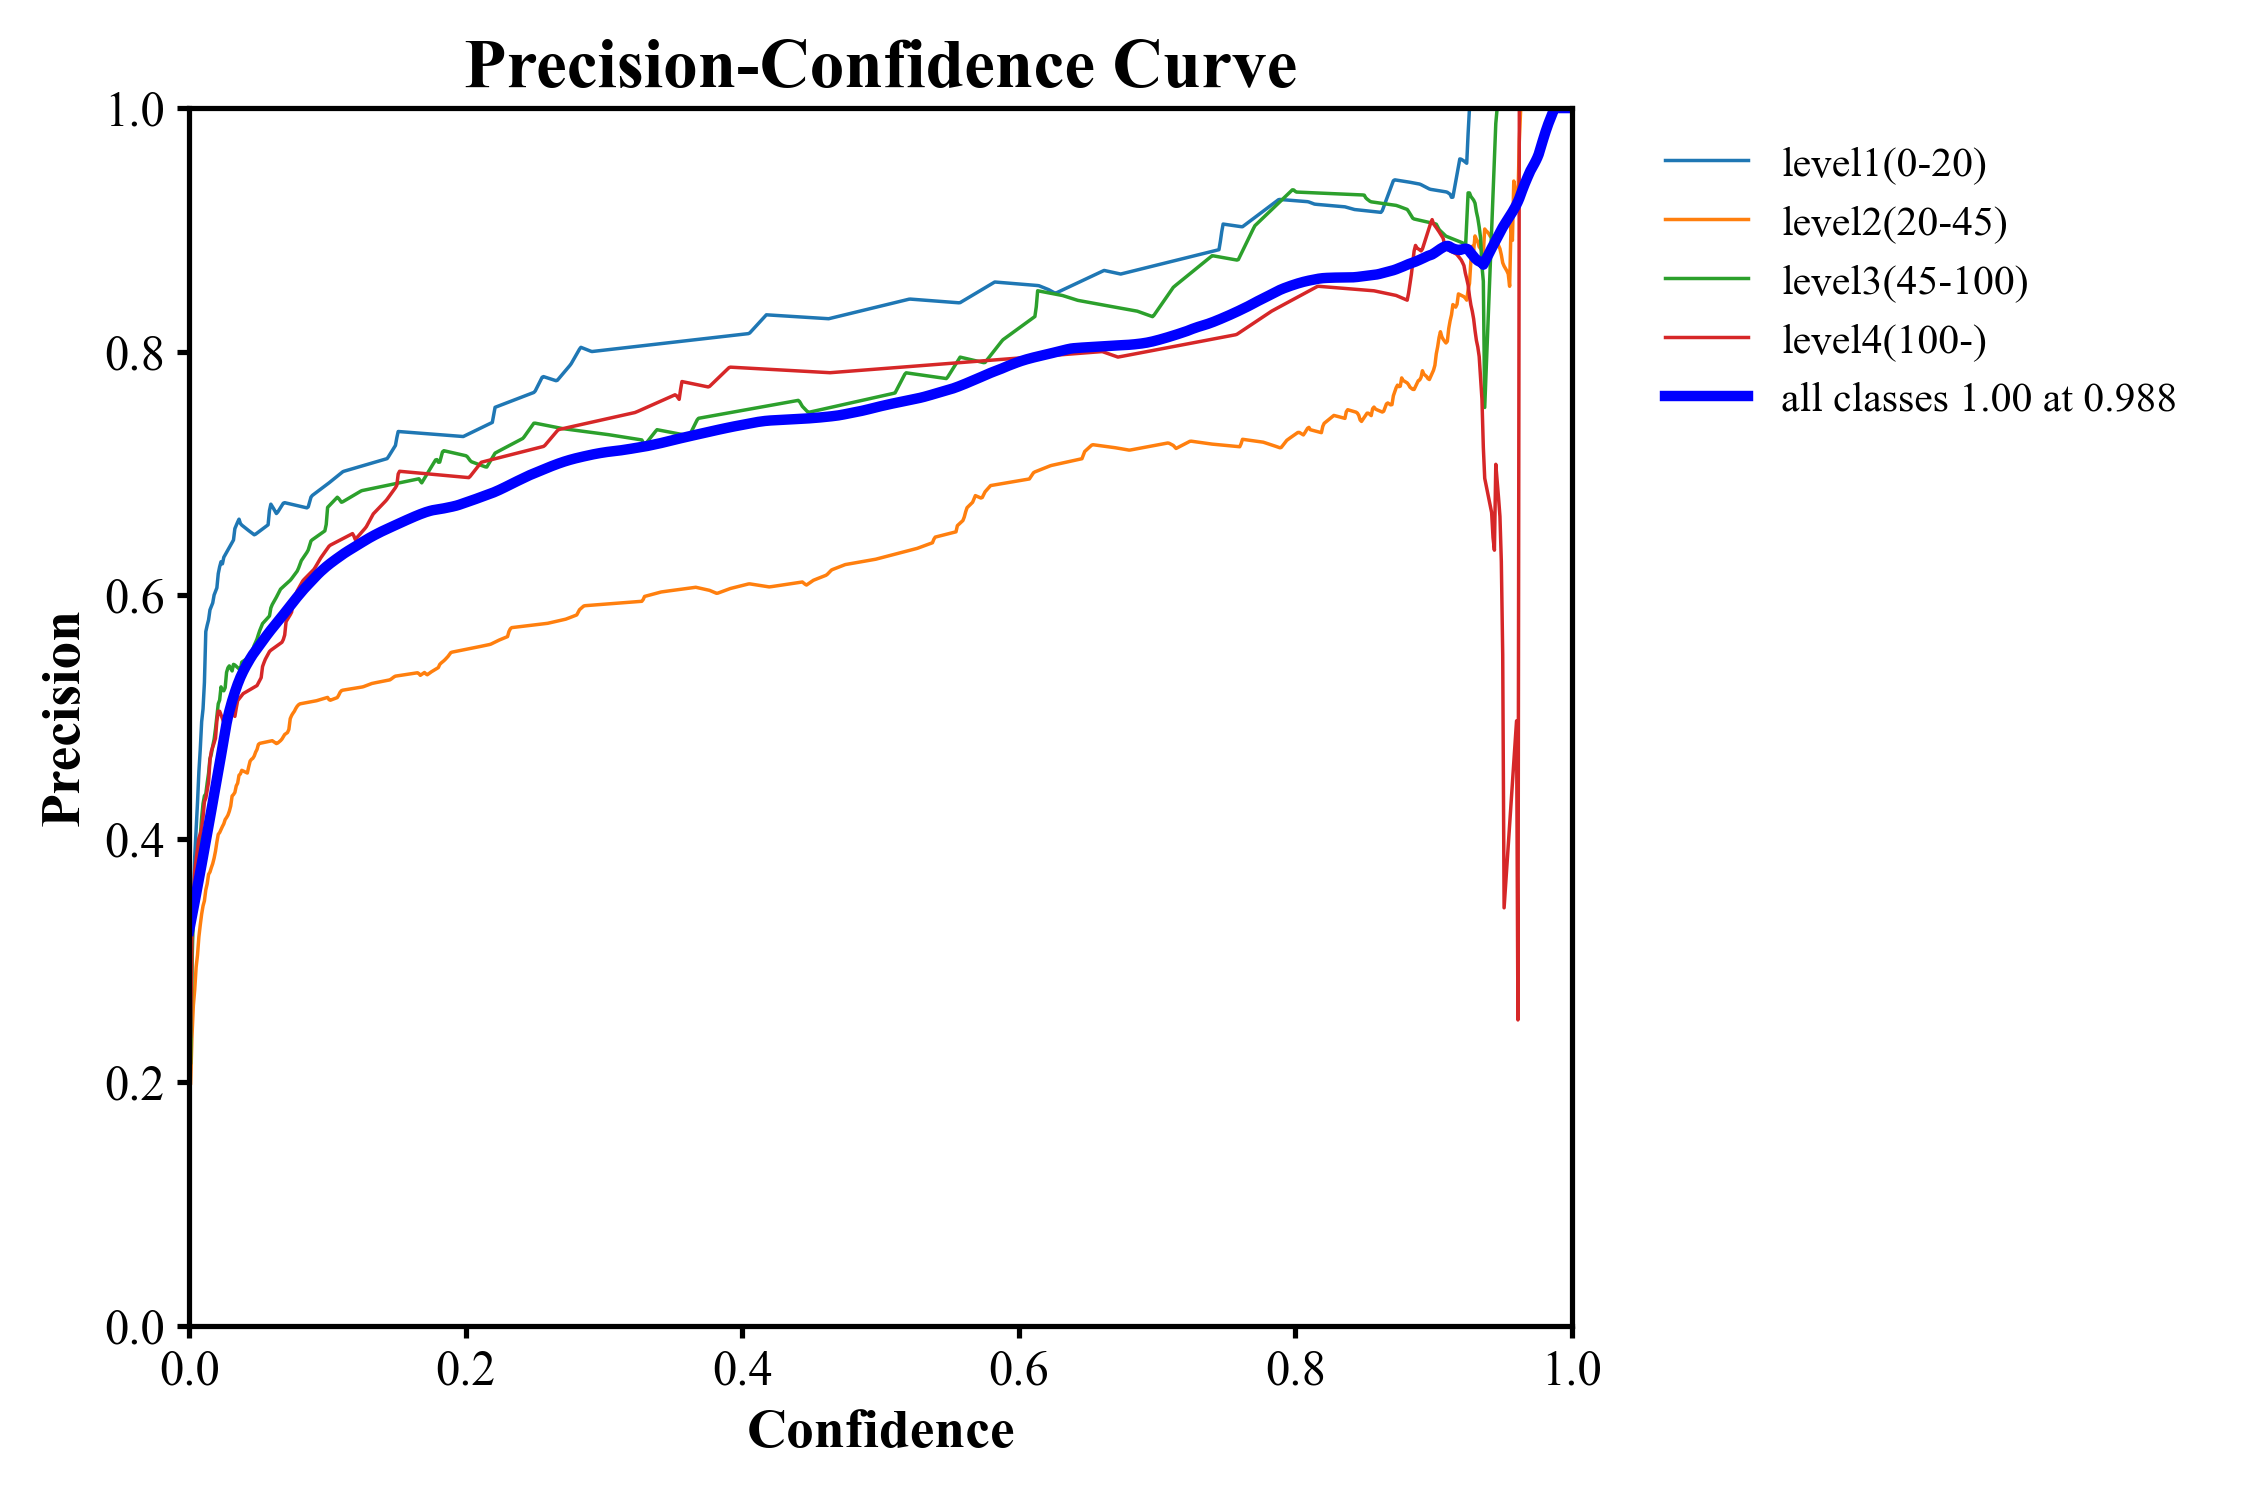 Precision-Confidence Curve
1.0
0.8
0.6
0.4
0.2
0.0
Precision
0.0 0.2 0.4 0.6 0.8 1.0
Confidence
level1(0-20)
level2(20-45)
level3(45-100)
level4(100-)
all classes 1.00 at 0.988